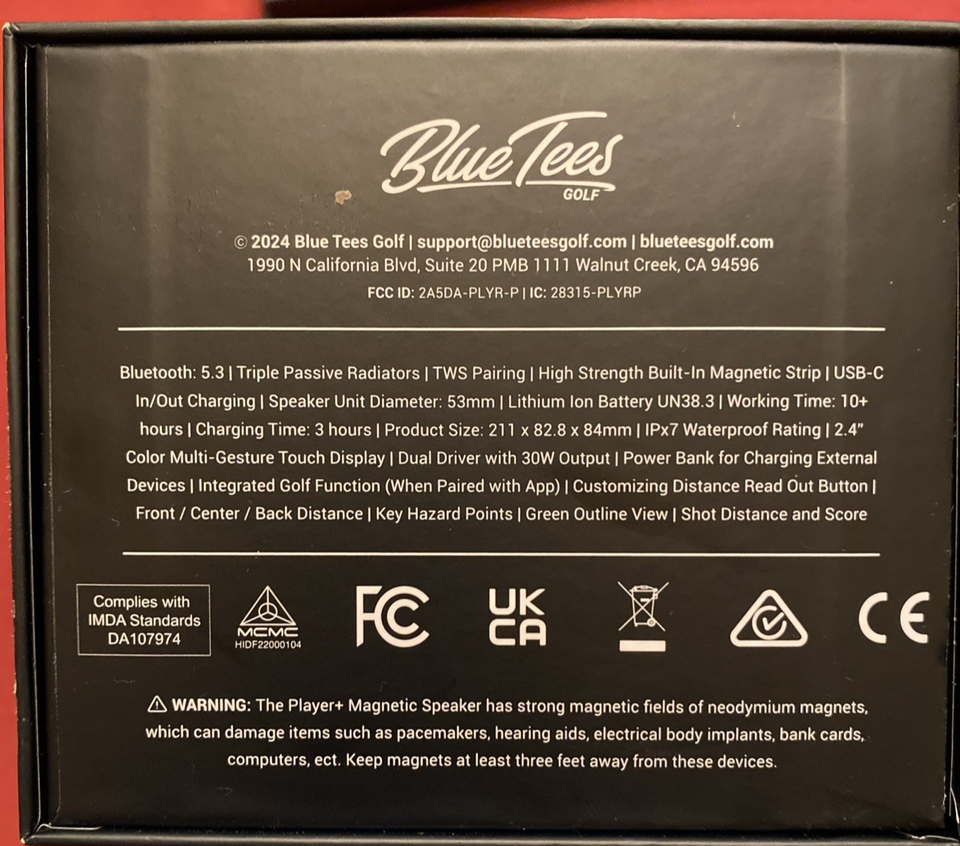 Blue Tees
GOLF
© 2024 Blue Tees Golf | support@blueteesgolf.com | blueteesgolf.com
1990 N California Blvd, Suite 20 PMB 1111 Walnut Creek, CA 94596
FCC ID: 2A5DA-PLYR-P | IC: 28315-PLYRP
Bluetooth: 5.3 | Triple Passive Radiators | TWS Pairing | High Strength Built-In Magnetic Strip | USB-C
In/Out Charging | Speaker Unit Diameter: 53mm | Lithium Ion Battery UN38.3 | Working Time: 10+
hours | Charging Time: 3 hours | Product Size: 211 x 82.8 x 84mm | IPx7 Waterproof Rating | 2.4"
Color Multi-Gesture Touch Display | Dual Driver with 30W Output | Power Bank for Charging External
Devices | Integrated Golf Function (When Paired with App) | Customizing Distance Read Out Button |
Front / Center / Back Distance | Key Hazard Points | Green Outline View | Shot Distance and Score
Complies with
IMDA Standards
DA107974
MCMC
HIDF22000104
FC
UK
CA
CE
⚠ WARNING: The Player+ Magnetic Speaker has strong magnetic fields of neodymium magnets,
which can damage items such as pacemakers, hearing aids, electrical body implants, bank cards,
computers, ect. Keep magnets at least three feet away from these devices.